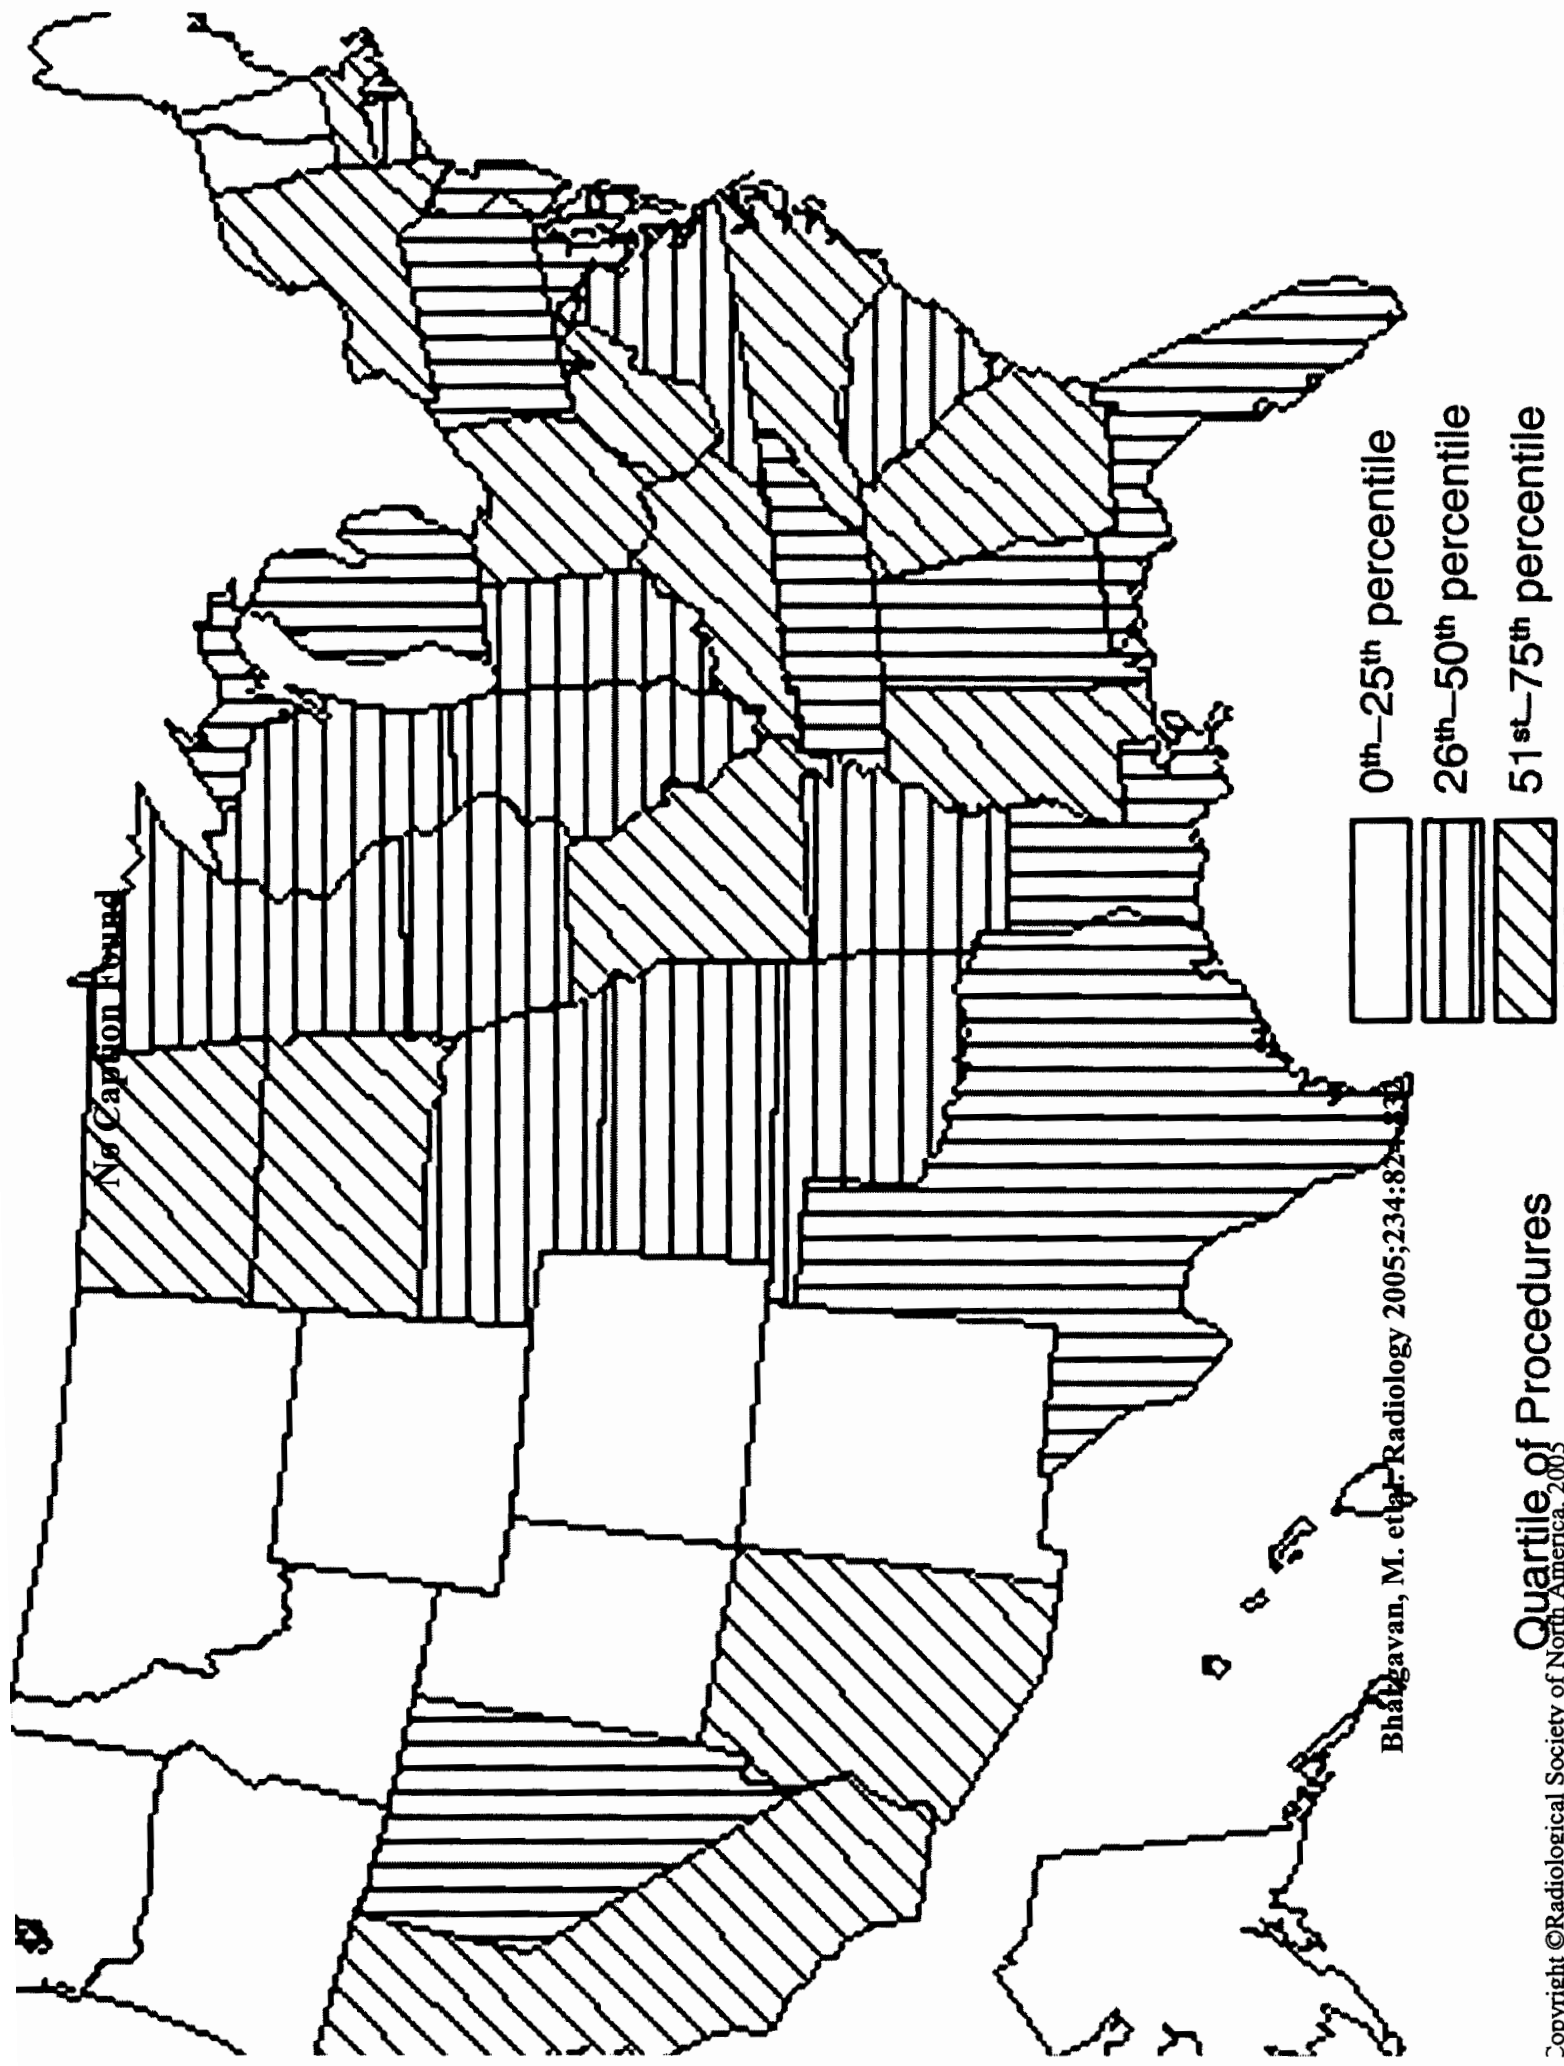 No Caption Found
0th–25th percentile
26th–50th percentile
51st–75th percentile
Quartile of Procedures
Bhargavan, M. et al. Radiology 2005;234:824-832
Copyright ©Radiological Society of North America, 2005